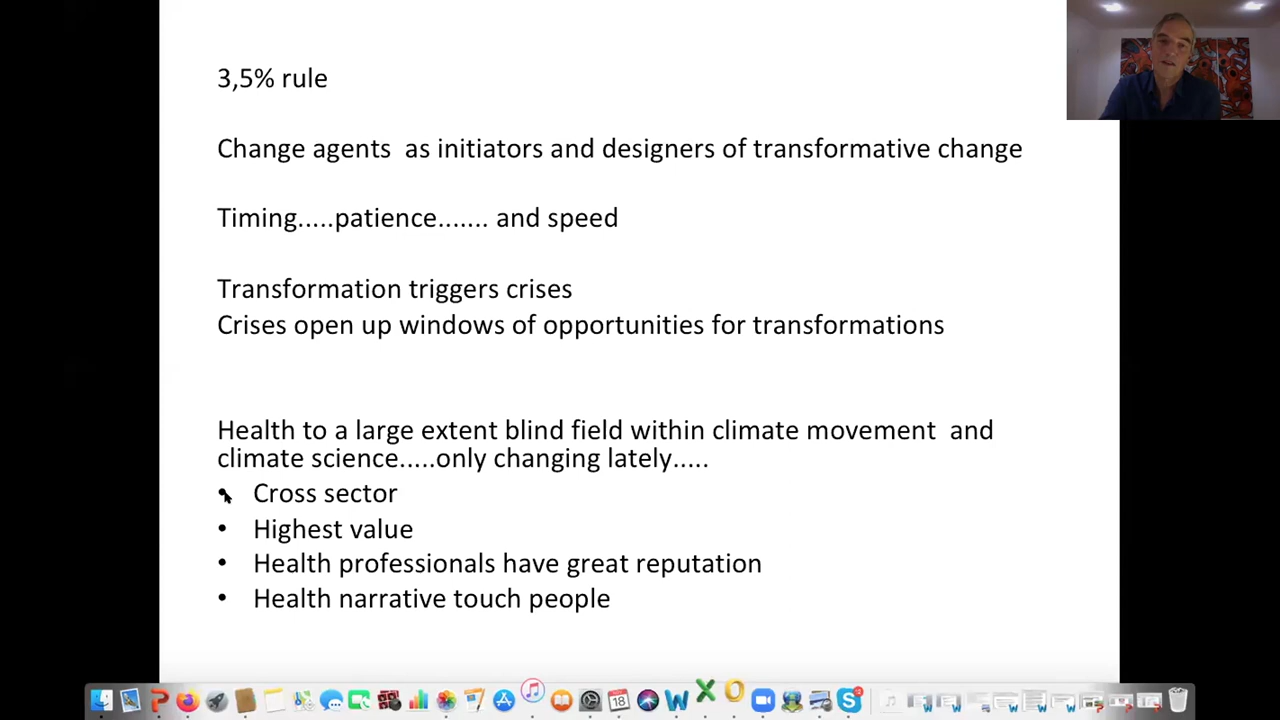 3,5% rule
Change agents  as initiators and designers of transformative change
Timing.....patience....... and speed
Transformation triggers crises
Crises open up windows of opportunities for transformations
Health to a large extent blind field within climate movement  and
climate science.....only changing lately.....
• Cross sector
• Highest value
• Health professionals have great reputation
• Health narrative touch people
18